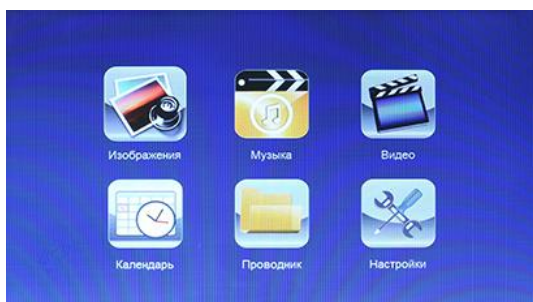 Изображения
Музыка
Видео
Календарь
Проводник
Настройки